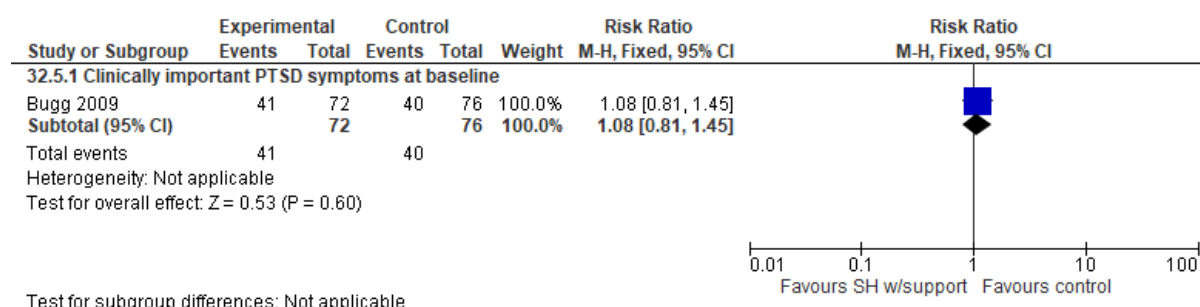 Experimental Control Risk Ratio Risk Ratio
Study or Subgroup Events Total Events Total Weight M-H, Fixed, 95% CI M-H, Fixed, 95% CI
32.5.1 Clinically important PTSD symptoms at baseline
Bugg 2009 41 72 40 76 100.0% 1.08 [0.81, 1.45]
Subtotal (95% CI) 72 76 100.0% 1.08 [0.81, 1.45]
Total events 41 40
Heterogeneity: Not applicable
Test for overall effect: Z = 0.53 (P = 0.60)
0.01 0.1 1 10 100
Favours SH w/support Favours control
Test for subgroup differences: Not applicable